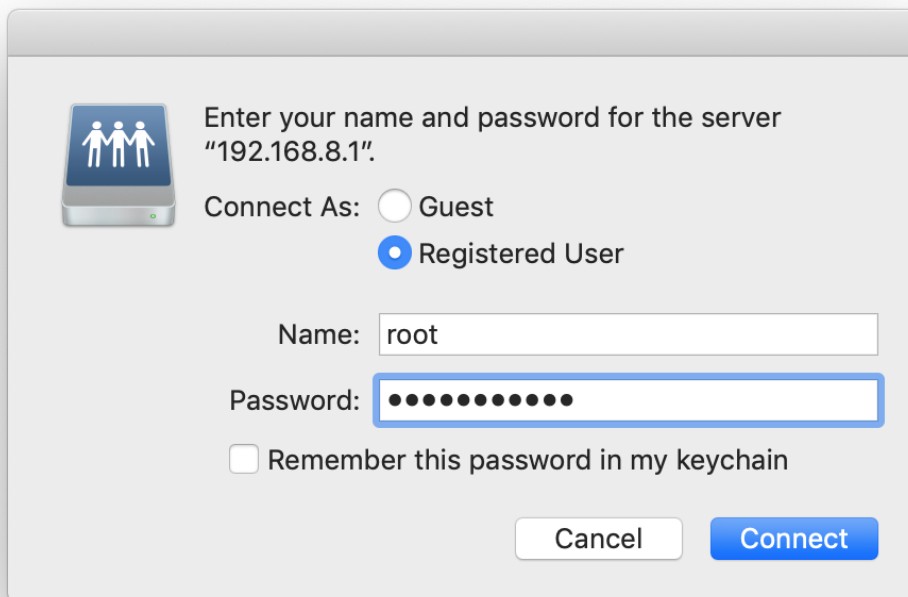 Enter your name and password for the server
“192.168.8.1”.
Connect As: Guest
Registered User
Name: root
Password: •••••••••••
Remember this password in my keychain
Cancel Connect